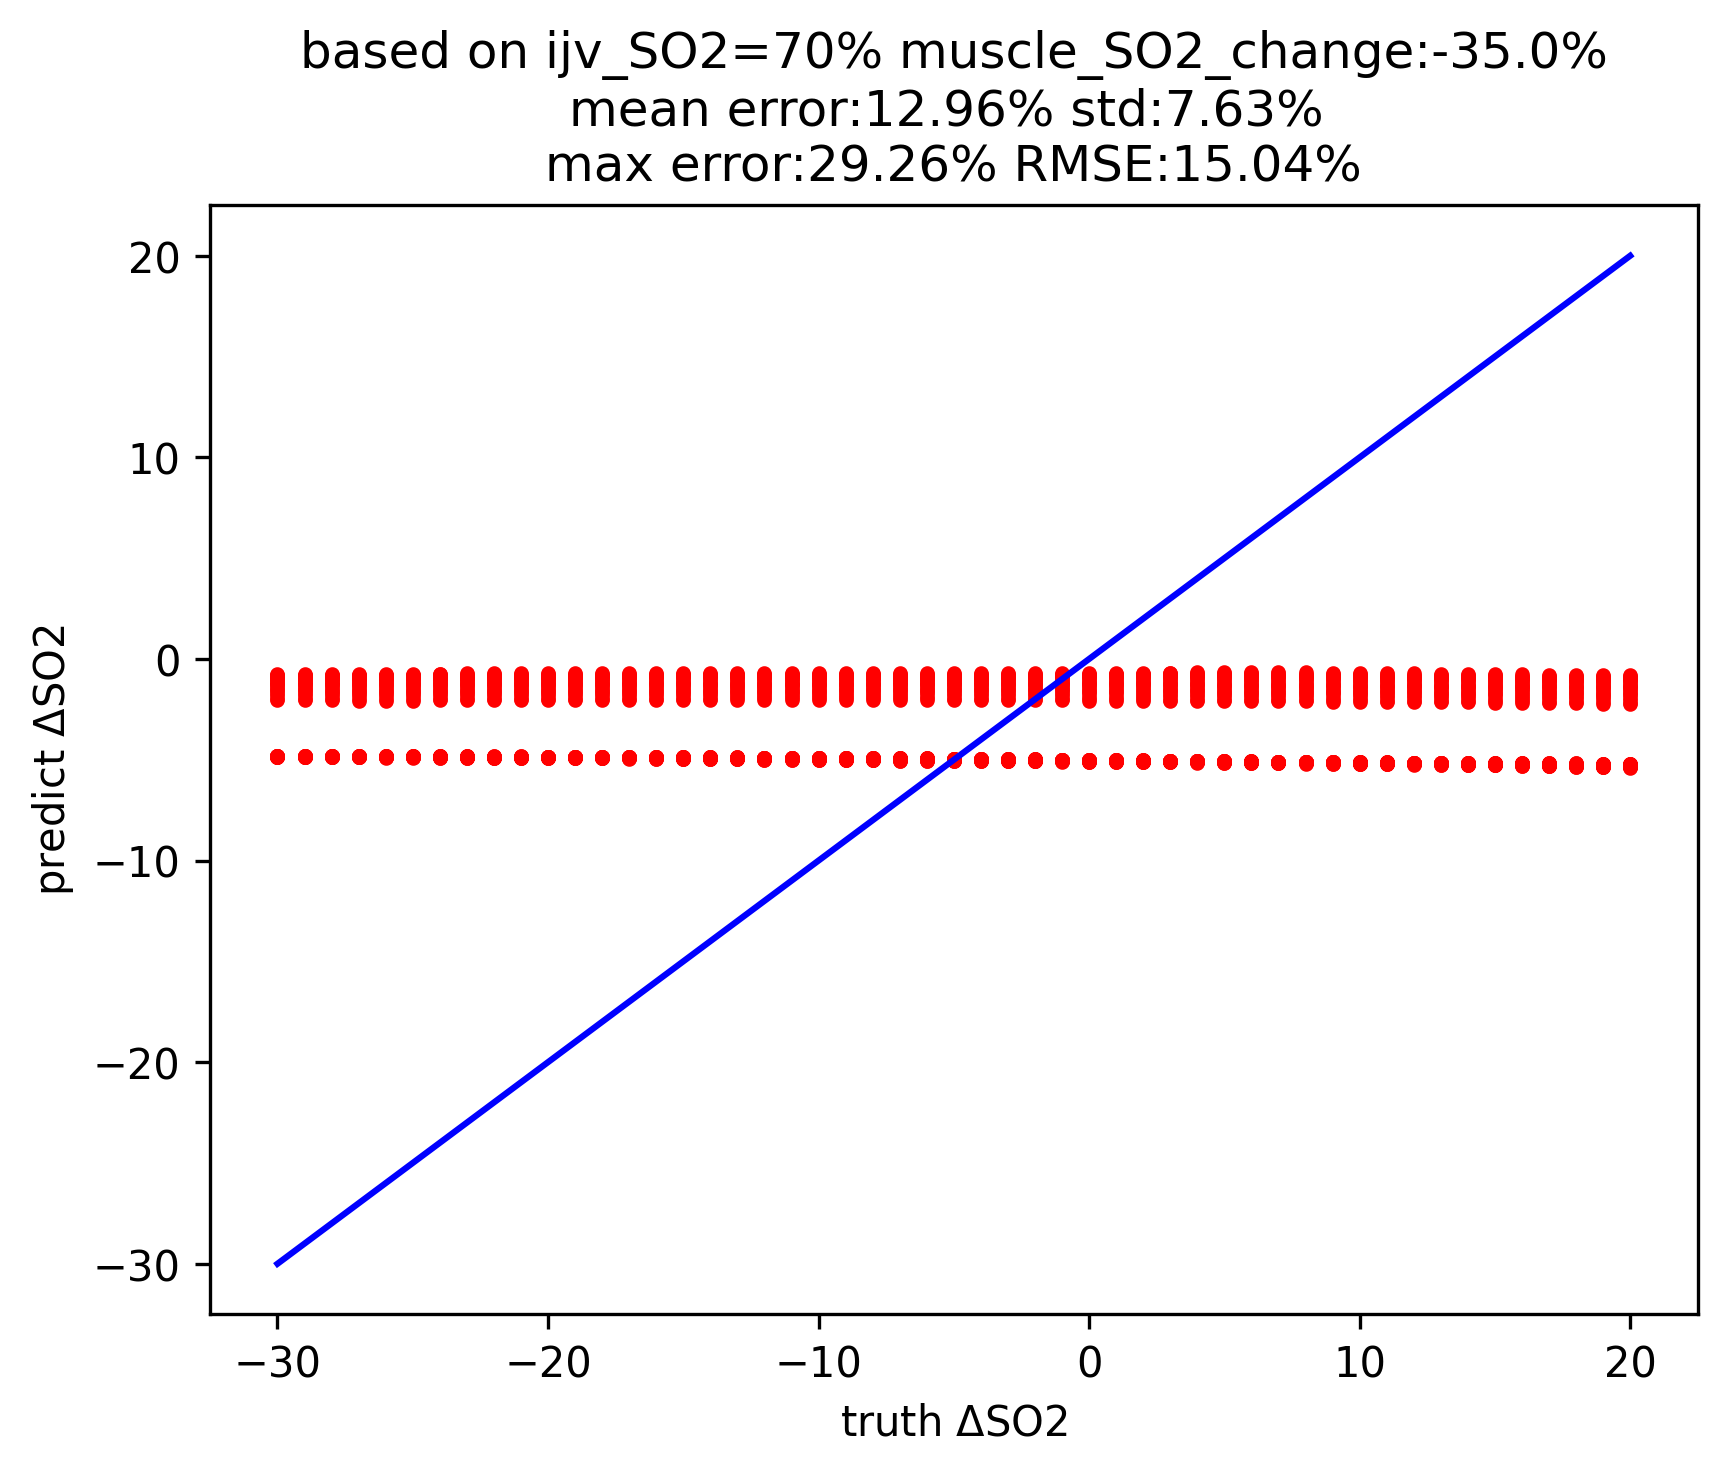 based on ijv_SO2=70% muscle_SO2_change:-35.0%
mean error:12.96% std:7.63%
max error:29.26% RMSE:15.04%
20
10
0
−10
−20
−30
predict ΔSO2
−30
−20
−10
0
10
20
truth ΔSO2